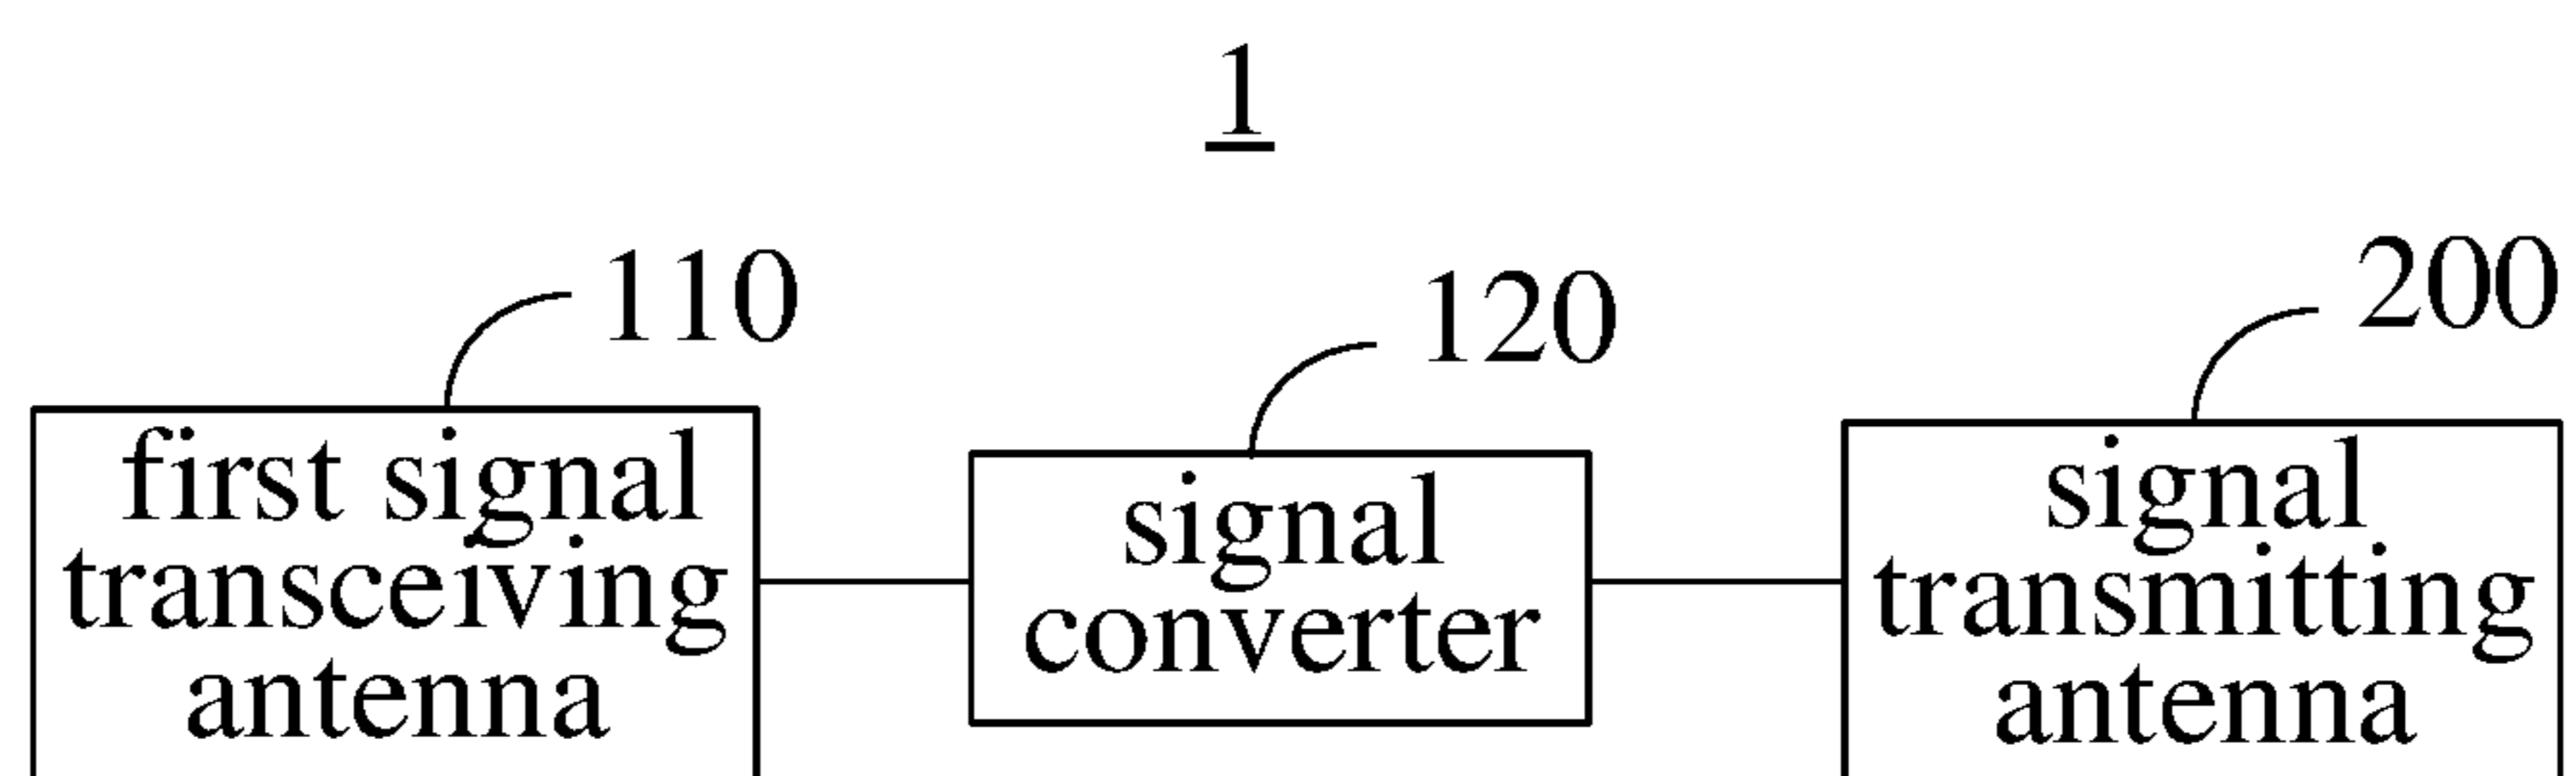 1
110
120
200
first signal
transceiving
antenna
signal
converter
signal
transmitting
antenna